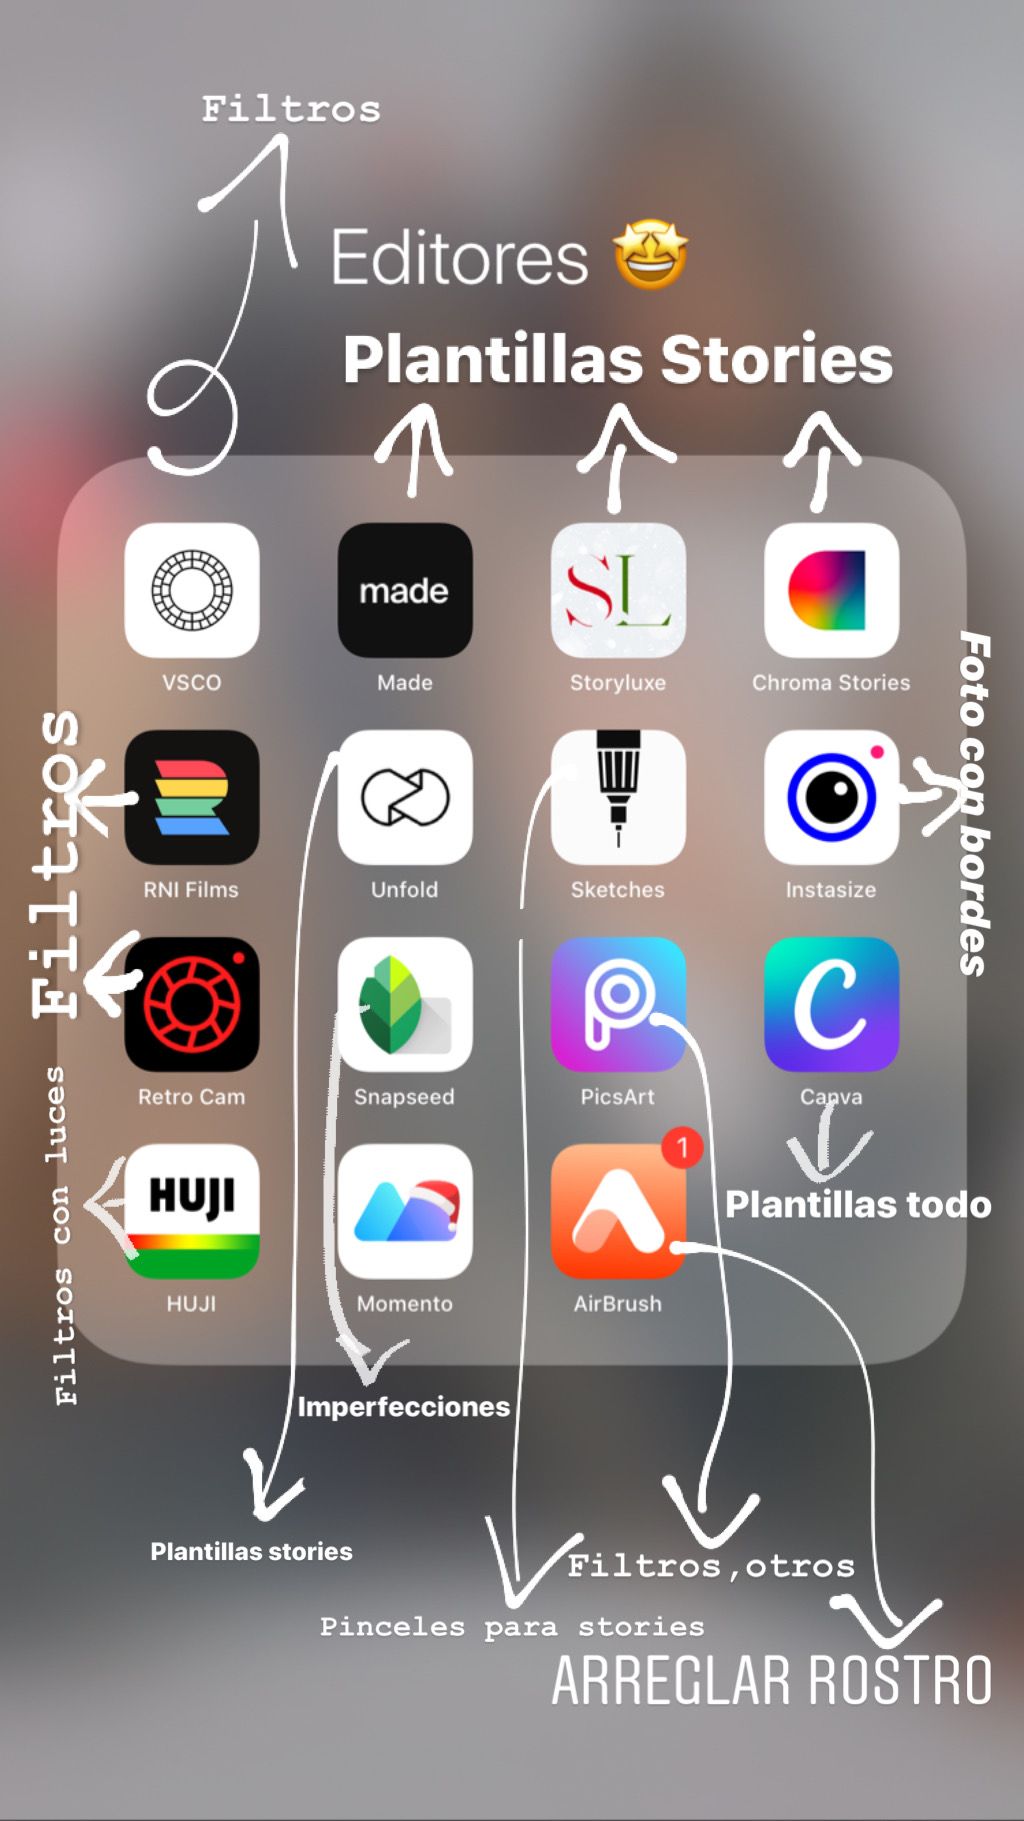 Filtros
Editores 🤩
Plantillas Stories
made
SL
VSCO
Made
Storyluxe
Chroma Stories
Foto con bordes
Filtros
RNI Films
Unfold
Sketches
Instasize
Retro Cam
Snapseed
PicsArt
Canva
Filtros con luces
HUJI
1
Plantillas todo
HUJI
Momento
AirBrush
Imperfecciones
Plantillas stories
Filtros,otros
Pinceles para stories
ARREGLAR ROSTRO